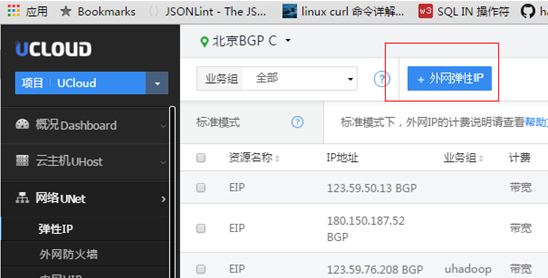 应用 Bookmarks JSONLint - The JS linux curl 命令详解... w3 SQL IN 操作符 ha
UCLOUD
北京BGP C
项目 UCloud
业务组 全部 ? + 外网弹性IP
概况Dashboard
标准模式 ? 标准模式下，外网IP的计费说明请查看帮助
云主机UHost
资源名称 IP地址 业务组 计费
网络UNet
EIP 123.59.50.13 BGP 带宽
弹性IP
EIP 180.150.187.52 BGP 带宽
外网防火墙
EIP 123.59.76.208 BGP uhadoop 带宽